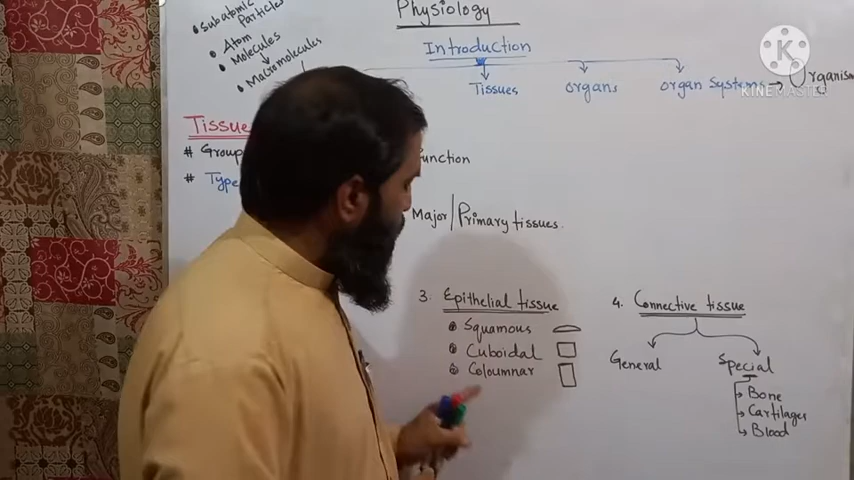 Physiology
Subatomic
Particles
Atom
Molecules
Macromolecules
Introduction
Tissues
organs
organ Systems
Organism
KINEMASTER
Tissue
# Group
Function
# Type
Major/Primary tissues.
3. Epithelial tissue
Squamous
Cuboidal
Coloumnar
4. Connective tissue
General
Special
Bone
Cartilages
Blood